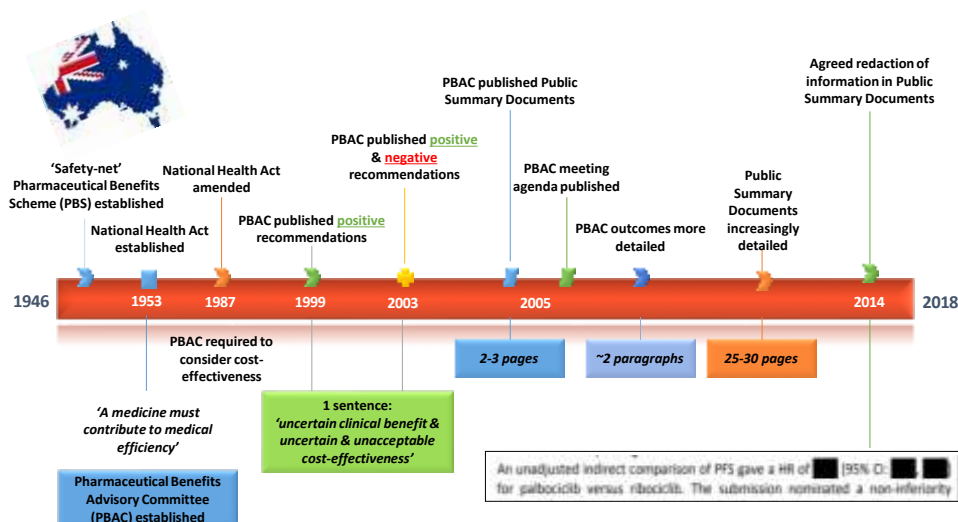 Agreed redaction of
information in Public
Summary Documents
PBAC published Public
Summary Documents
PBAC published positive
& negative
recommendations
'Safety-net'
Pharmaceutical Benefits
Scheme (PBS) established
National Health Act
amended
PBAC meeting
agenda published
Public
Summary
Documents
increasingly
detailed
National Health Act
established
PBAC published positive
recommendations
PBAC outcomes more
detailed
1946
1953
1987
1999
2003
2005
2014
2018
PBAC required to
consider cost-
effectiveness
2-3 pages
~2 paragraphs
25-30 pages
'A medicine must
contribute to medical
efficiency'
1 sentence:
'uncertain clinical benefit &
uncertain & unacceptable
cost-effectiveness'
Pharmaceutical Benefits
Advisory Committee
(PBAC) established
An unadjusted indirect comparison of PFS gave a HR of (95% CI: , )
for palbociclib versus ribociclib. The submission nominated a non-inferiority